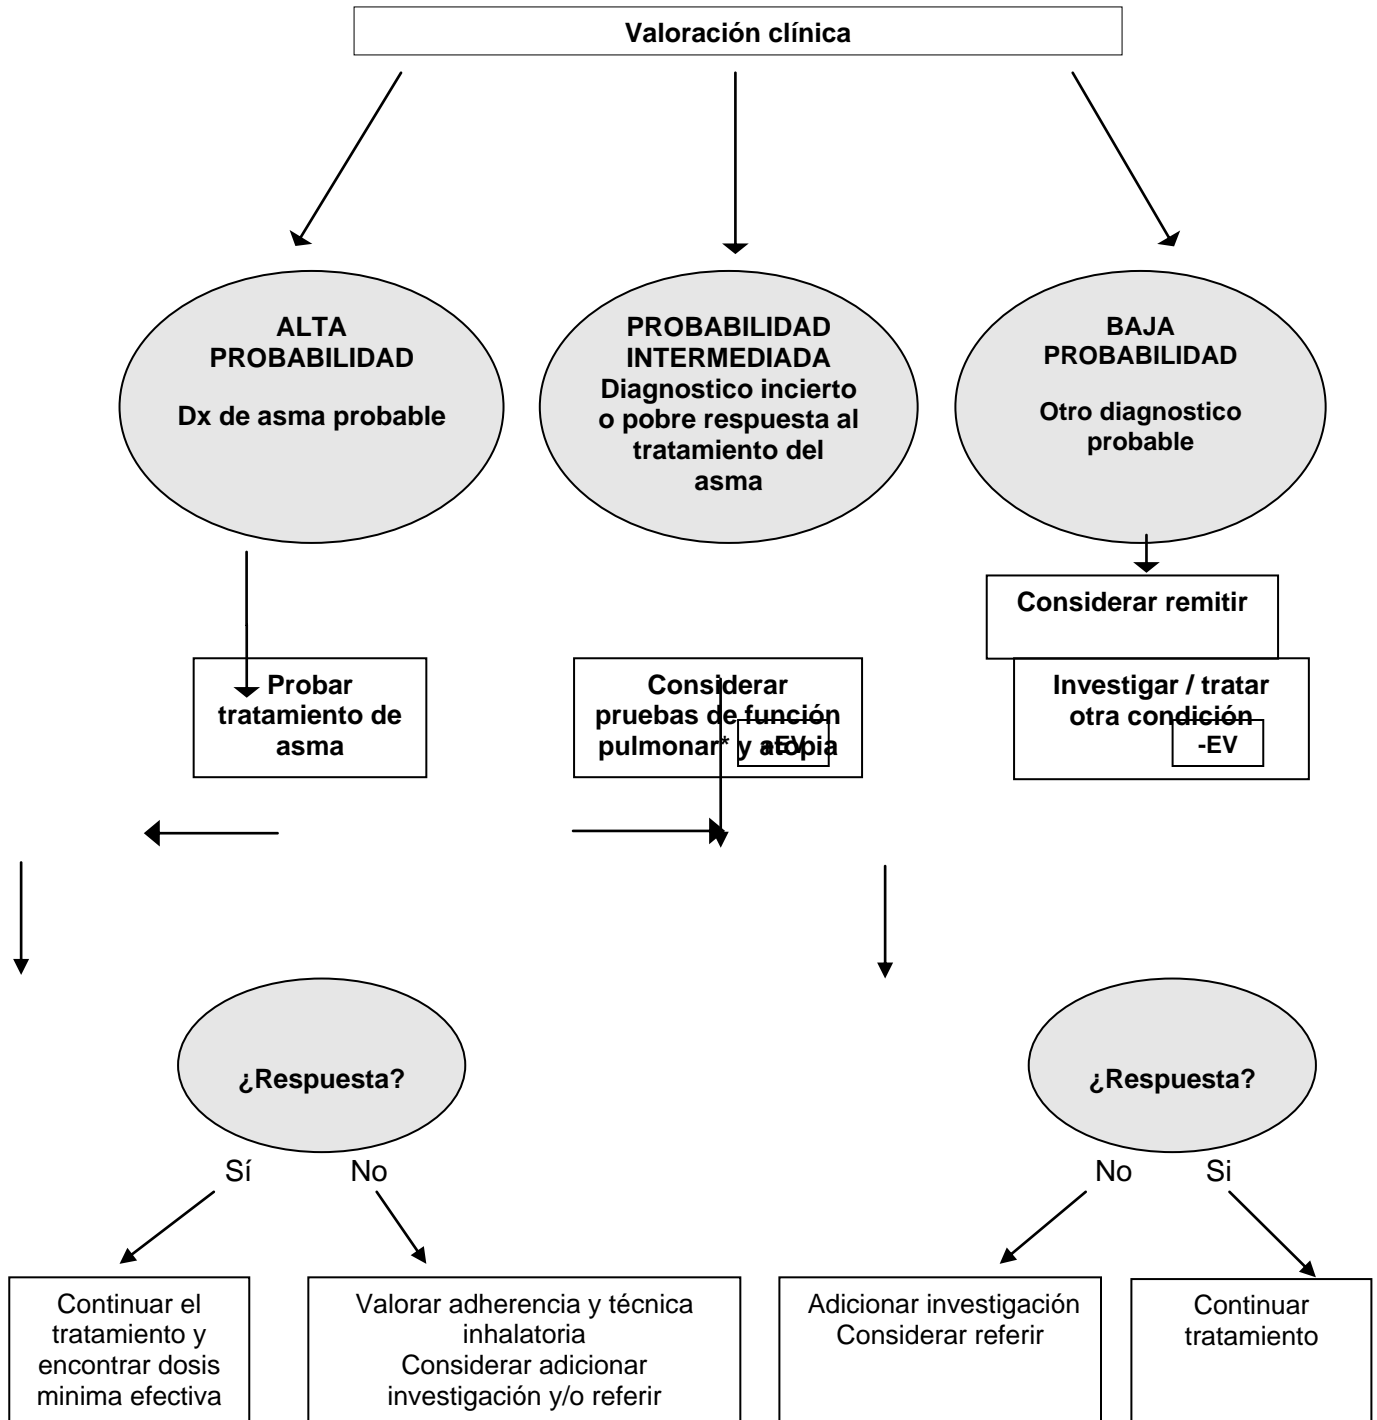 Valoración clínica
ALTA
PROBABILIDAD
Dx de asma probable
PROBABILIDAD
INTERMEDIADA
Diagnostico incierto
o pobre respuesta al
tratamiento del
asma
BAJA
PROBABILIDAD
Otro diagnostico
probable
Considerar remitir
Probar
tratamiento de
asma
Considerar
pruebas de función
pulmonar* y atopia
+EV
Investigar / tratar
otra condición
-EV
¿Respuesta?
Sí No
¿Respuesta?
No Si
Continuar el
tratamiento y
encontrar dosis
minima efectiva
Valorar adherencia y técnica
inhalatoria
Considerar adicionar
investigación y/o referir
Adicionar investigación
Considerar referir
Continuar
tratamiento